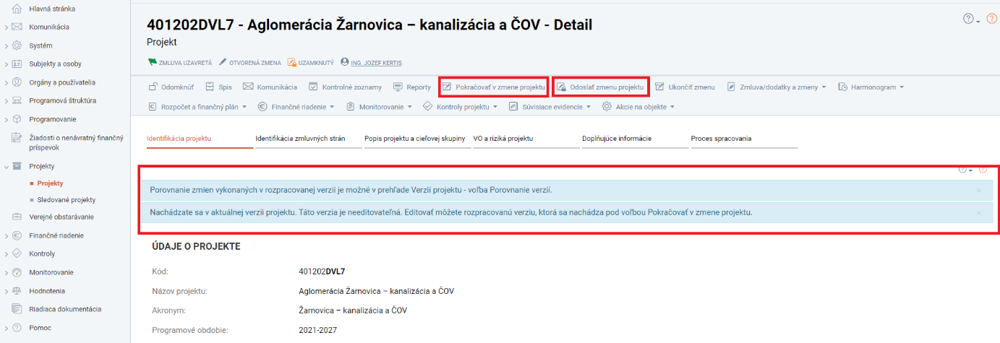 Hlavná stránka
Komunikácia
Systém
Subjekty a osoby
Orgány a používatelia
Programová štruktúra
Programovanie
Žiadosti o nenávratný finančný
príspevok
Projekty
Projekty
Sledované projekty
Verejné obstarávanie
Finančné riadenie
Kontroly
Monitorovanie
Hodnotenia
Riadiaca dokumentácia
Pomoc
401202DVL7 - Aglomerácia Žarnovica – kanalizácia a ČOV - Detail
Projekt
ZMLUVA UZAVRETÁ OTVORENÁ ZMENA UZAMKNUTÝ ING. JOZEF KERTIS
Odomknúť Spis Komunikácia Kontrolné zoznamy Reporty Pokračovať v zmene projektu Odoslať zmenu projektu Ukončiť zmenu Zmluva/dodatky a zmeny Harmonogram
Rozpočet a finančný plán Finančné riadenie Monitorovanie Kontroly projektu Súvisiace evidencie Akcie na objekte
Identifikácia projektu Identifikácia zmluvných strán Popis projektu a cieľovej skupiny VO a riziká projektu Doplňujúce informácie Proces spracovania
Porovnanie zmien vykonaných v rozpracovanej verzii je možné v prehľade Verzií projektu - voľba Porovnanie verzií.
Nachádzate sa v aktuálnej verzii projektu. Táto verzia je needitovateľná. Editovať môžete rozpracovanú verziu, ktorá sa nachádza pod voľbou Pokračovať v zmene projektu.
ÚDAJE O PROJEKTE
Kód: 401202DVL7
Názov projektu: Aglomerácia Žarnovica – kanalizácia a ČOV
Akronym: Žarnovica – kanalizácia a ČOV
Programové obdobie: 2021-2027